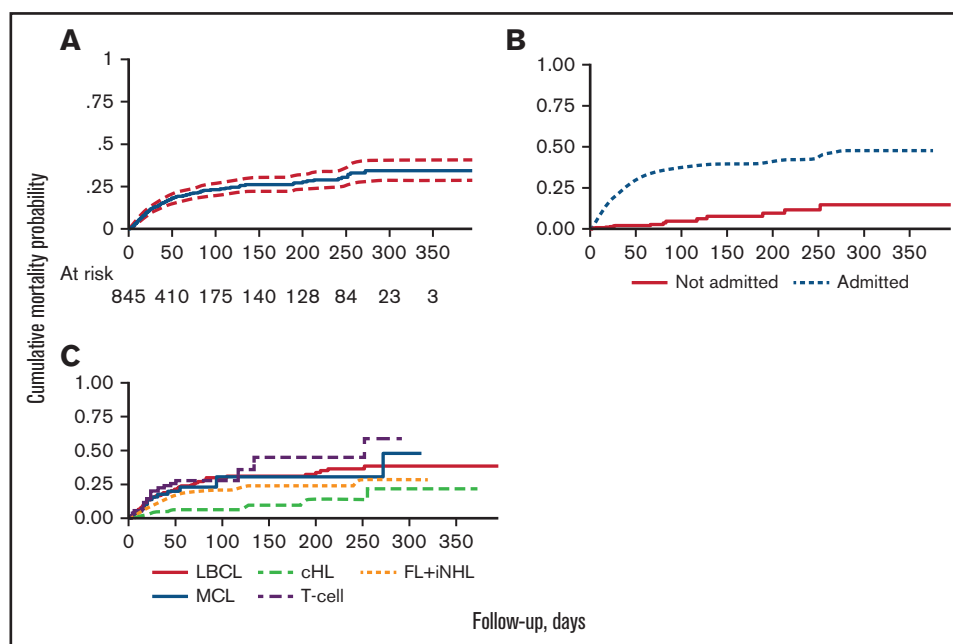 Cumulative mortality probability
A
1
.75
.5
.25
0
0 50 100 150 200 250 300 350
At risk
845 410 175 140 128 84 23 3
B
1.00
0.75
0.50
0.25
0.00
0 50 100 150 200 250 300 350
Not admitted Admitted
C
1.00
0.75
0.50
0.25
0.00
0 50 100 150 200 250 300 350
LBCL cHL FL+iNHL
MCL T-cell
Follow-up, days